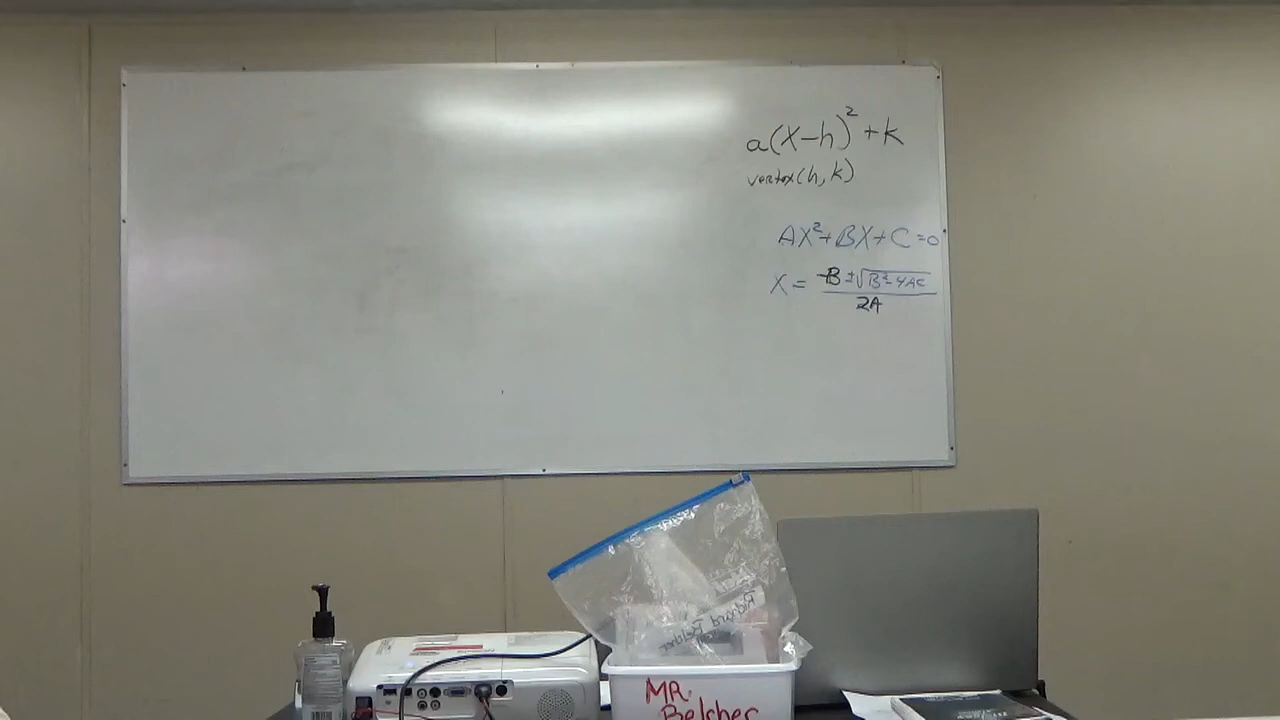 a(x-h)²+k
vertex(h,k)
AX²+BX+C=0
X = -B±√B²-4AC
2A
MR.
Belcher